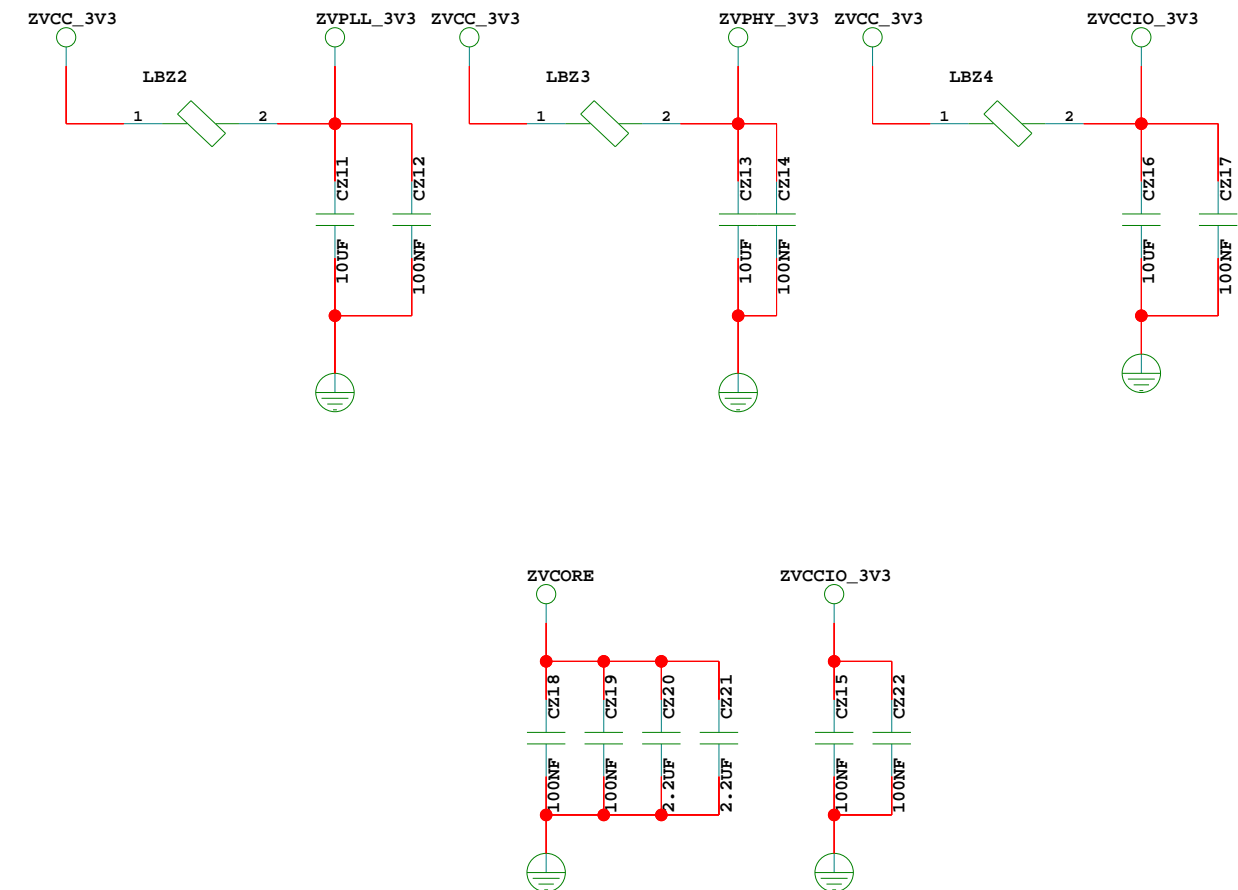 ZVCC_3V3
ZVPLL_3V3
ZVCC_3V3
ZVPHY_3V3
ZVCC_3V3
ZVCCIO_3V3
LBZ2
LBZ3
LBZ4
1
2
1
2
1
2
CZ11
CZ12
CZ13
CZ14
CZ16
CZ17
10UF
100NF
10UF
100NF
10UF
100NF
ZVCORE
ZVCCIO_3V3
CZ18
CZ19
CZ20
CZ21
CZ15
CZ22
100NF
100NF
2.2UF
2.2UF
100NF
100NF